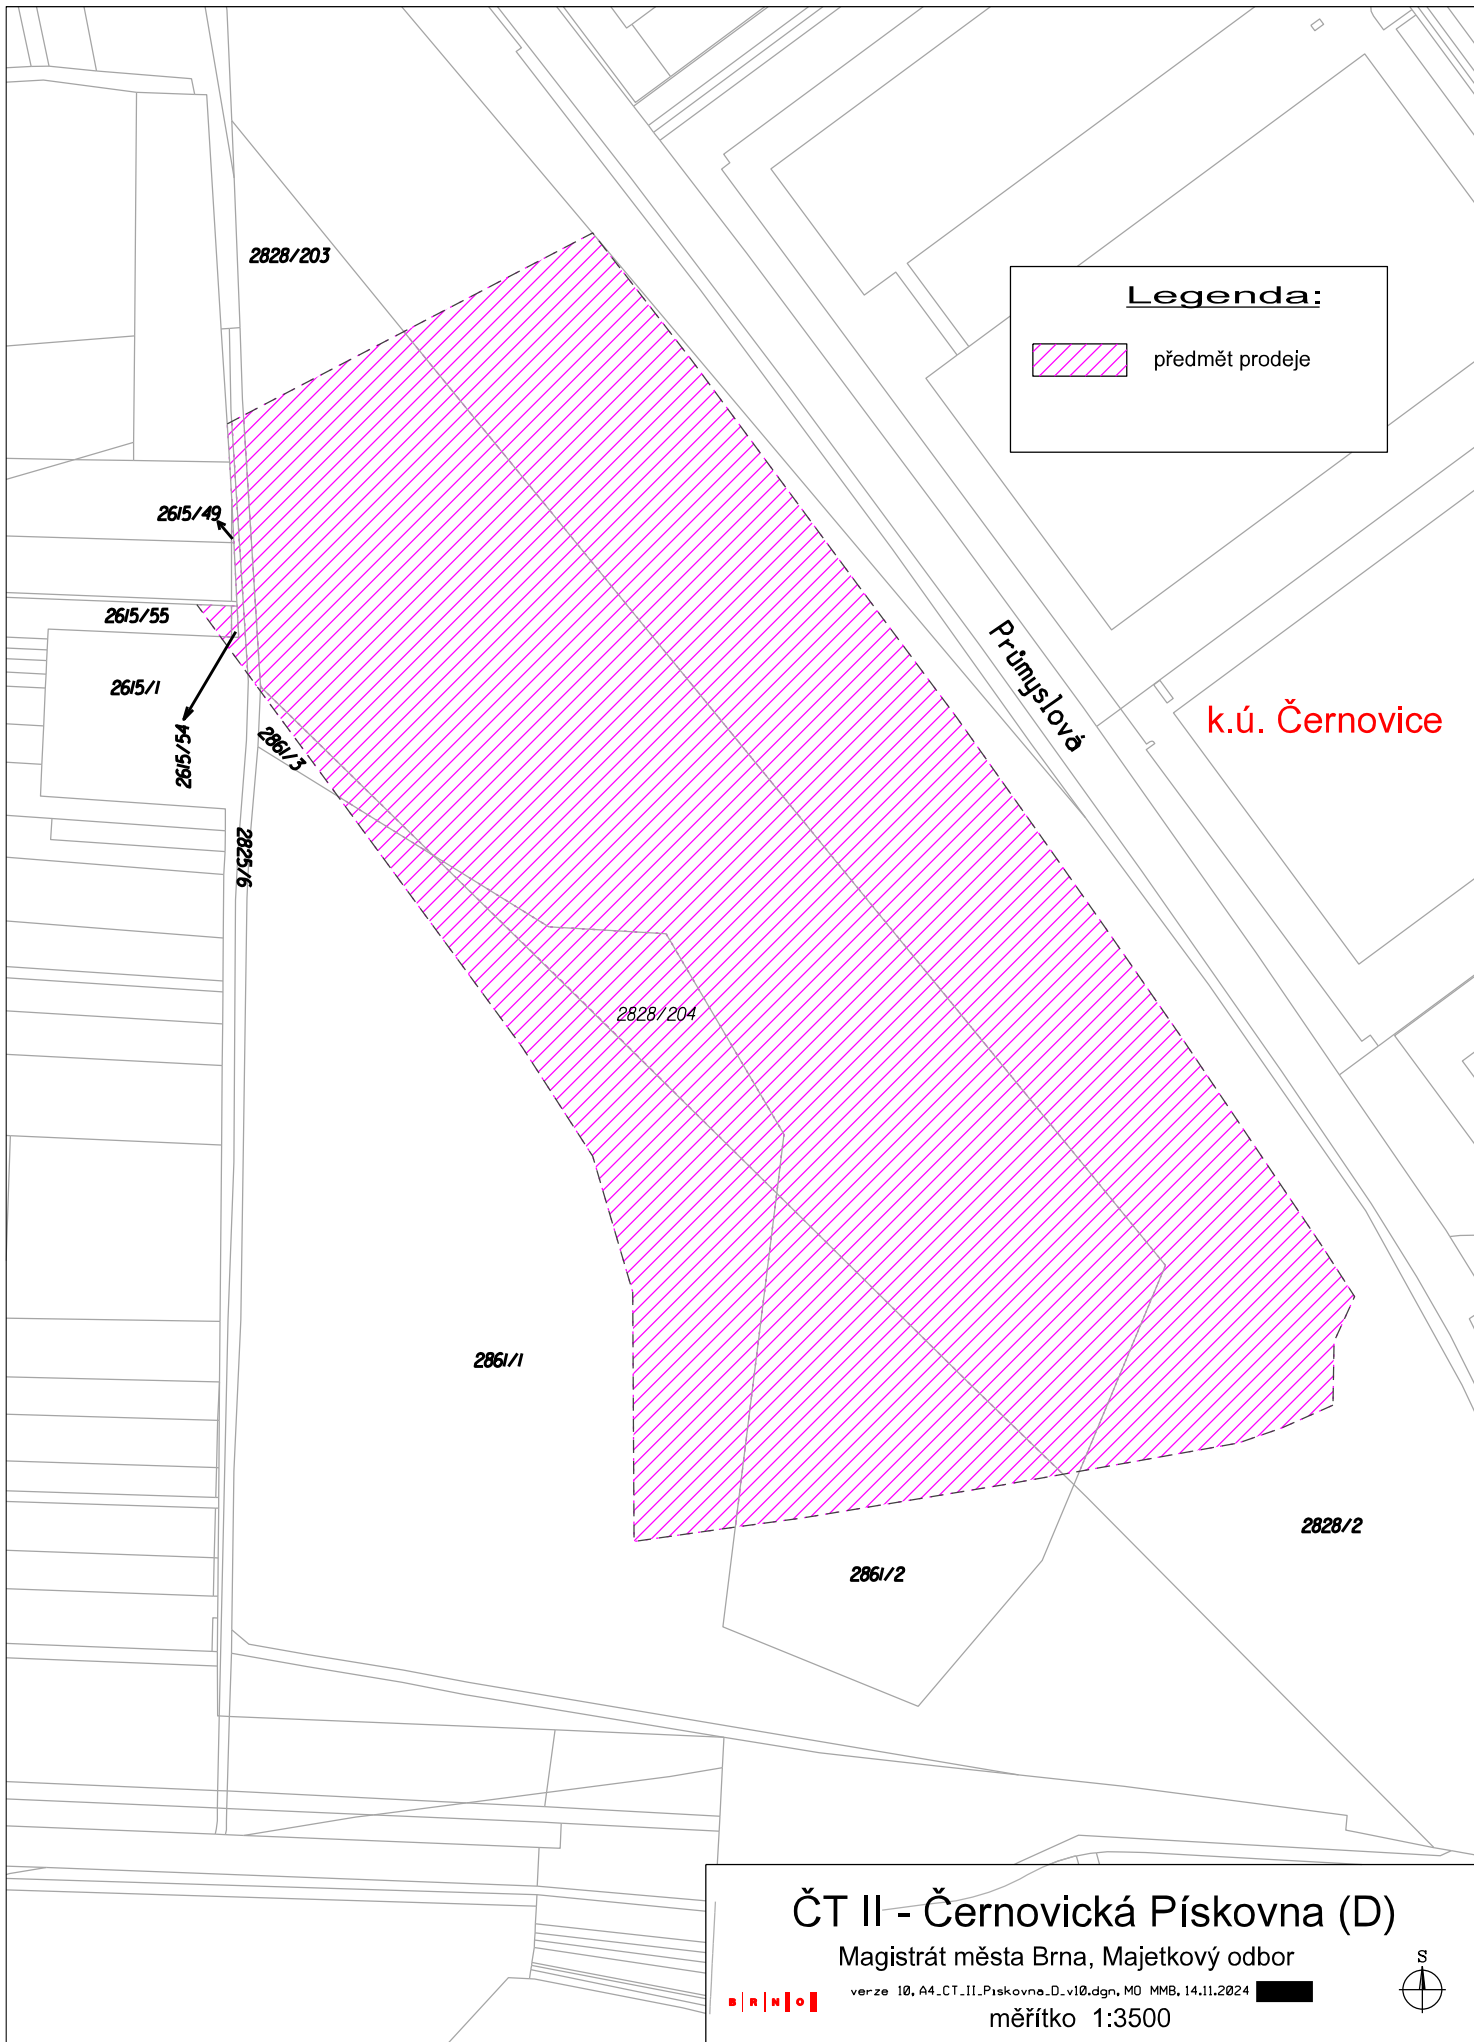 2828/203
Legenda:
předmět prodeje
2615/49
2615/55
2615/1
2615/54
2861/3
2825/6
Průmyslová
k.ú. Černovice
2828/204
2861/1
2828/2
2861/2
ČT II - Černovická Pískovna (D)
Magistrát města Brna, Majetkový odbor
verze 10, A4_CT_II_Piskovna_D_v10.dgn, MO MMB, 14.11.2024
měřítko 1:3500
B R N O
S